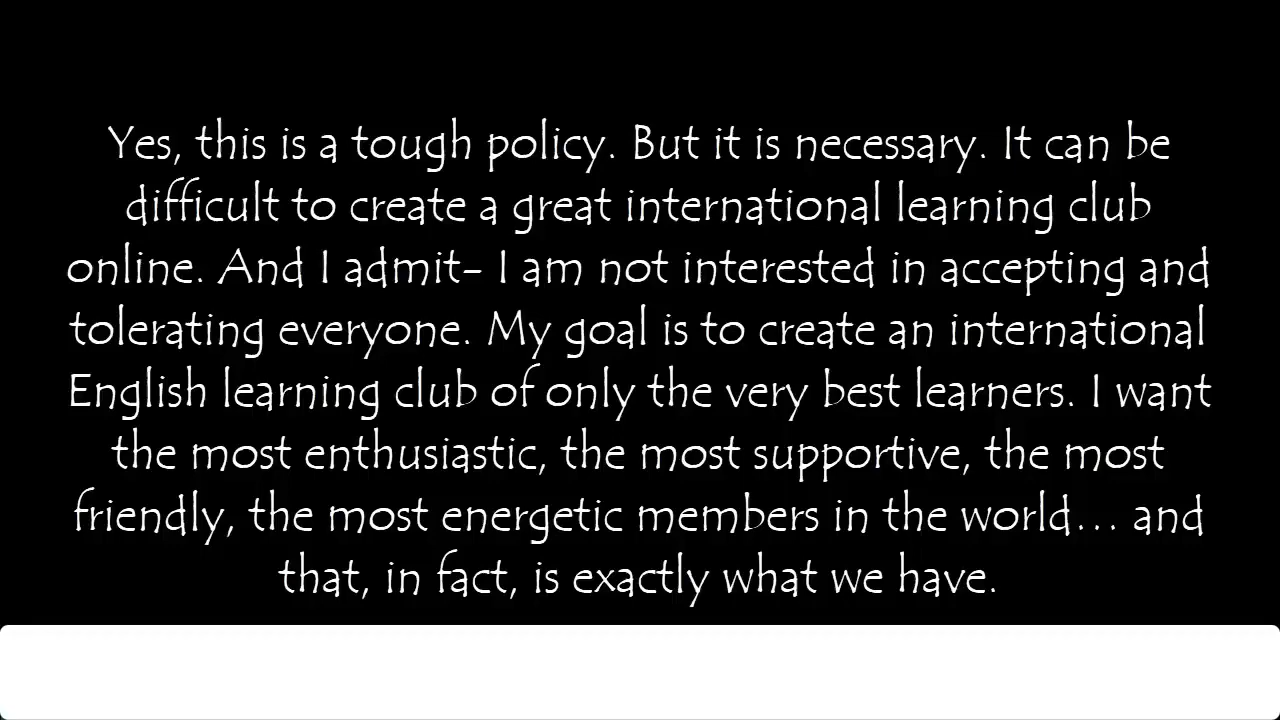 Yes, this is a tough policy. But it is necessary. It can be
difficult to create a great international learning club
online. And I admit- I am not interested in accepting and
tolerating everyone. My goal is to create an international
English learning club of only the very best learners. I want
the most enthusiastic, the most supportive, the most
friendly, the most energetic members in the world... and
that, in fact, is exactly what we have.